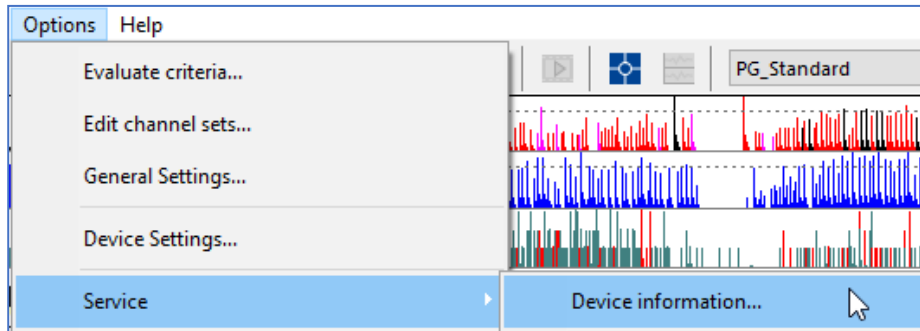 Options Help
Evaluate criteria...
PG_Standard
Edit channel sets...
General Settings...
Device Settings...
Service
Device information...